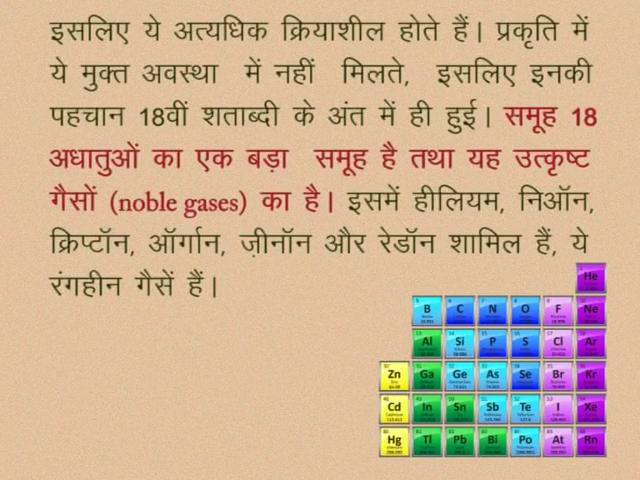 इसलिए ये अत्यधिक क्रियाशील होते हैं। प्रकृति में
ये मुक्त अवस्था में नहीं मिलते, इसलिए इनकी
पहचान 18वीं शताब्दी के अंत में ही हुई। समूह 18
अधातुओं का एक बड़ा समूह है तथा यह उत्कृष्ट
गैसों (noble gases) का है। इसमें हीलियम, निऑन,
क्रिप्टॉन, ऑर्गान, ज़ीनॉन और रेडॉन शामिल हैं, ये
रंगहीन गैसें हैं।
He
B C N O F Ne
Al Si P S Cl Ar
Zn Ga Ge As Se Br Kr
Cd In Sn Sb Te I Xe
Hg Tl Pb Bi Po At Rn